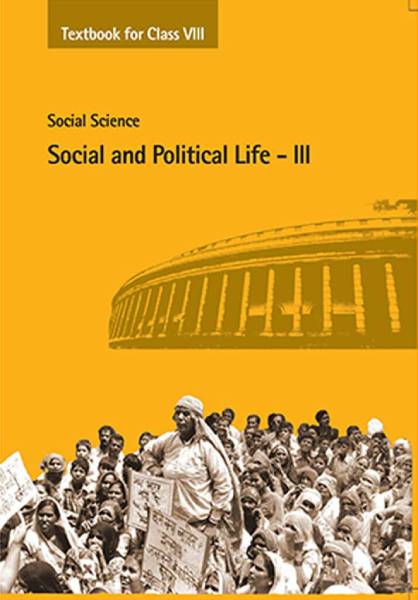 Textbook for Class VIII
Social Science
Social and Political Life – III